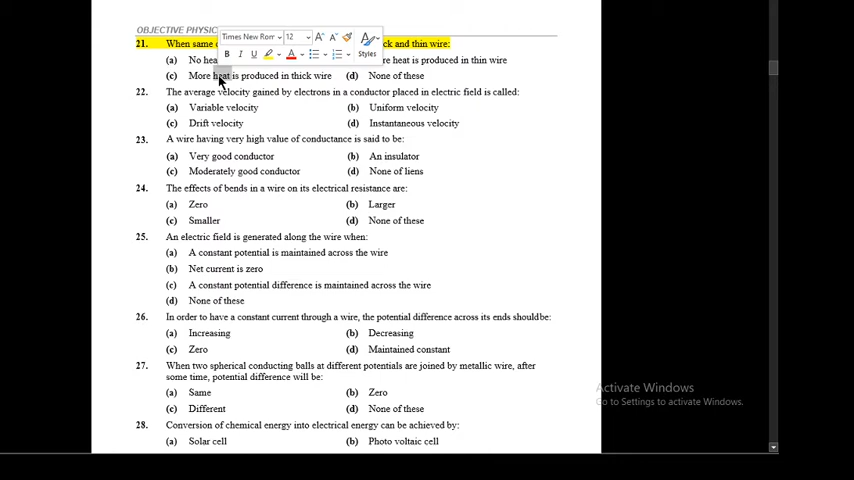 OBJECTIVE PHYSIC
Times New Rom 12
Styles
21. When same c ck and thin wire:
(a) No hea re heat is produced in thin wire
(c) More heat is produced in thick wire (d) None of these
22. The average velocity gained by electrons in a conductor placed in electric field is called:
(a) Variable velocity (b) Uniform velocity
(c) Drift velocity (d) Instantaneous velocity
23. A wire having very high value of conductance is said to be:
(a) Very good conductor (b) An insulator
(c) Moderately good conductor (d) None of liens
24. The effects of bends in a wire on its electrical resistance are:
(a) Zero (b) Larger
(c) Smaller (d) None of these
25. An electric field is generated along the wire when:
(a) A constant potential is maintained across the wire
(b) Net current is zero
(c) A constant potential difference is maintained across the wire
(d) None of these
26. In order to have a constant current through a wire, the potential difference across its ends should be:
(a) Increasing (b) Decreasing
(c) Zero (d) Maintained constant
27. When two spherical conducting balls at different potentials are joined by metallic wire, after
some time, potential difference will be:
(a) Same (b) Zero
(c) Different (d) None of these
28. Conversion of chemical energy into electrical energy can be achieved by:
(a) Solar cell (b) Photo voltaic cell
Activate Windows
Go to Settings to activate Windows.